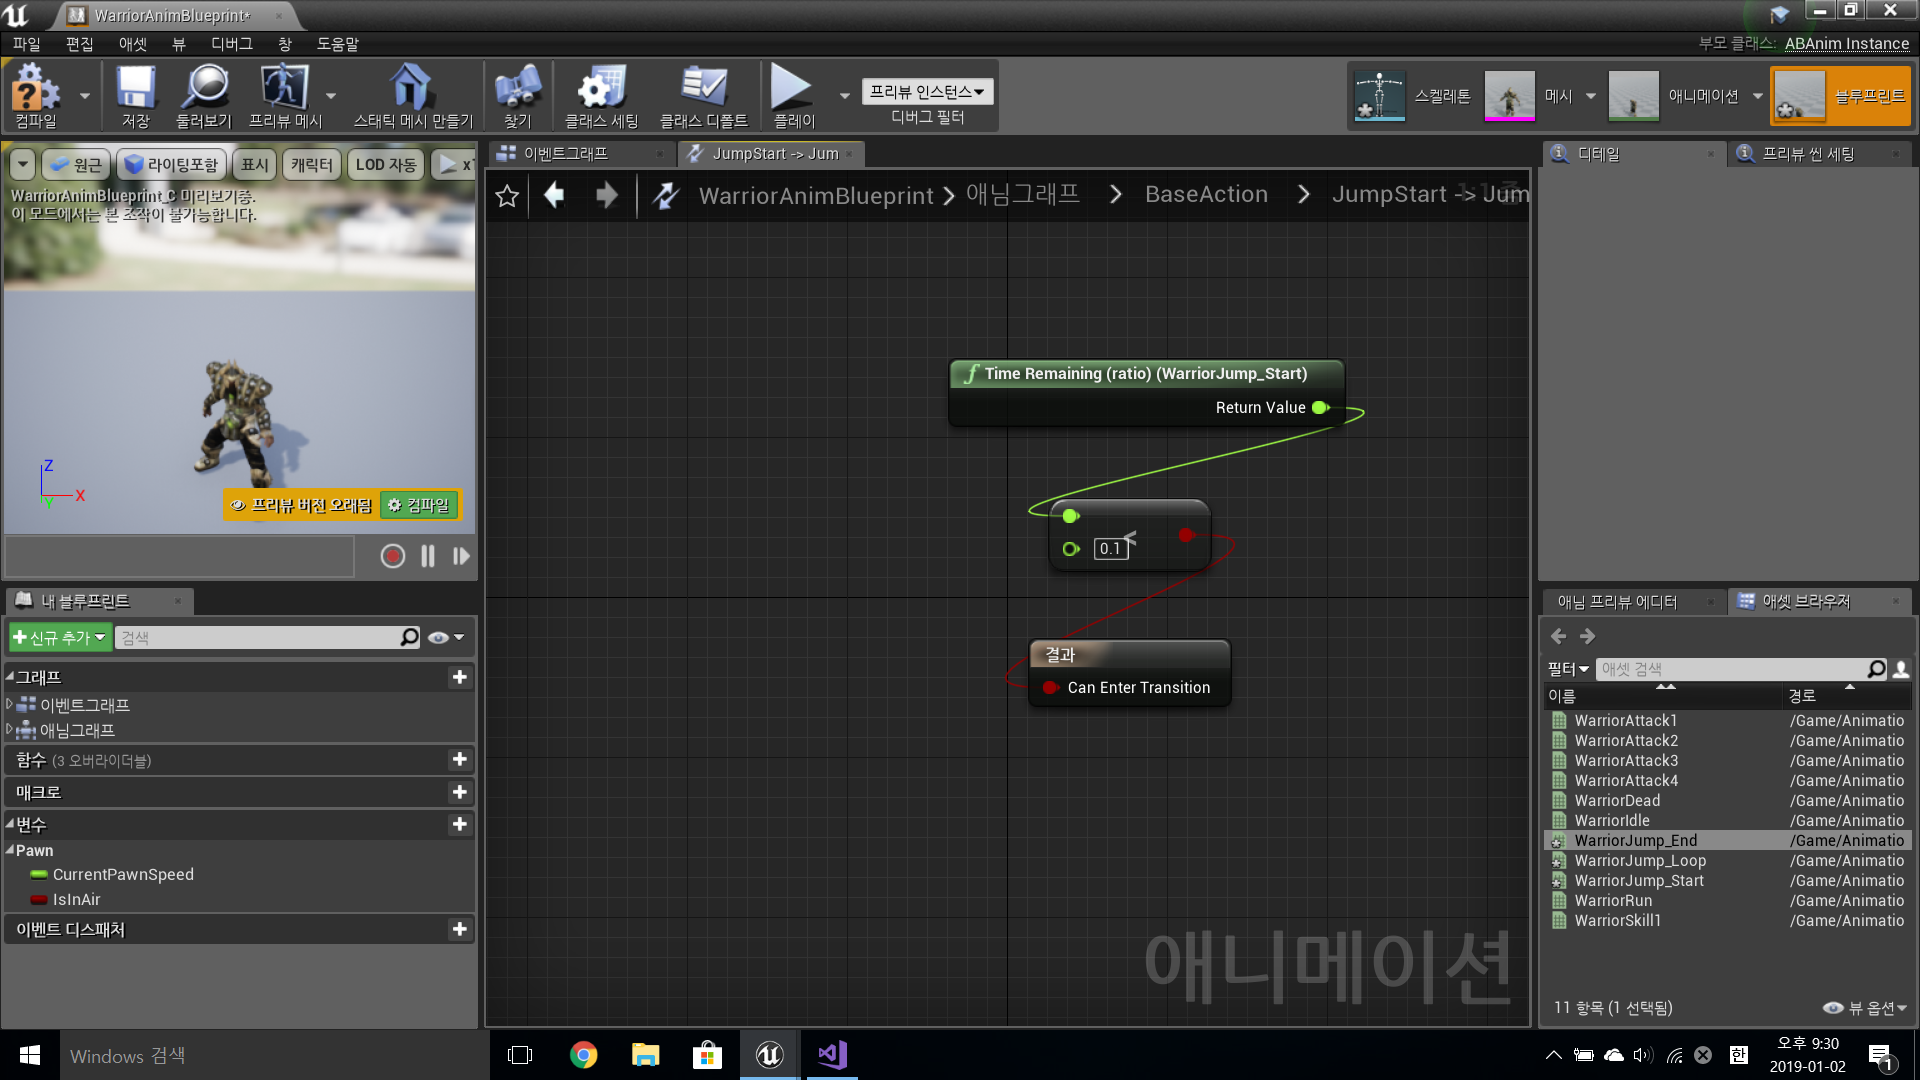 WarriorAnimBlueprint*
파일 편집 애셋 뷰 디버그 창 도움말
부모 클래스: ABAnim Instance
컴파일 저장 둘러보기 프리뷰 메시 스태틱 메시 만들기 찾기 클래스 세팅 클래스 디폴트 플레이
프리뷰 인스턴스
디버그 필터
스켈레톤 메시 애니메이션 블루프린트
원근 라이팅포함 표시 캐릭터 LOD 자동 x1
WarriorAnimBlueprint_C 미리보기중.
이 모드에서는 본 조작이 불가능합니다.
Z
X
Y
프리뷰 버전 오래됨 컴파일
이벤트그래프 JumpStart -> Jum
WarriorAnimBlueprint > 애님그래프 > BaseAction > JumpStart -> Jum
Time Remaining (ratio) (WarriorJump_Start)
Return Value
<
0.1
결과
Can Enter Transition
애니메이션
내 블루프린트
신규 추가 검색
그래프
이벤트그래프
애님그래프
함수 (3 오버라이더블)
매크로
변수
Pawn
CurrentPawnSpeed
IsInAir
이벤트 디스패처
디테일 프리뷰 씬 세팅
애님 프리뷰 에디터 애셋 브라우저
필터 애셋 검색
이름 경로
WarriorAttack1 /Game/Animatio
WarriorAttack2 /Game/Animatio
WarriorAttack3 /Game/Animatio
WarriorAttack4 /Game/Animatio
WarriorDead /Game/Animatio
WarriorIdle /Game/Animatio
WarriorJump_End /Game/Animatio
WarriorJump_Loop /Game/Animatio
WarriorJump_Start /Game/Animatio
WarriorRun /Game/Animatio
WarriorSkill1 /Game/Animatio
11 항목 (1 선택됨) 뷰 옵션
Windows 검색
한
오후 9:30
2019-01-02
1